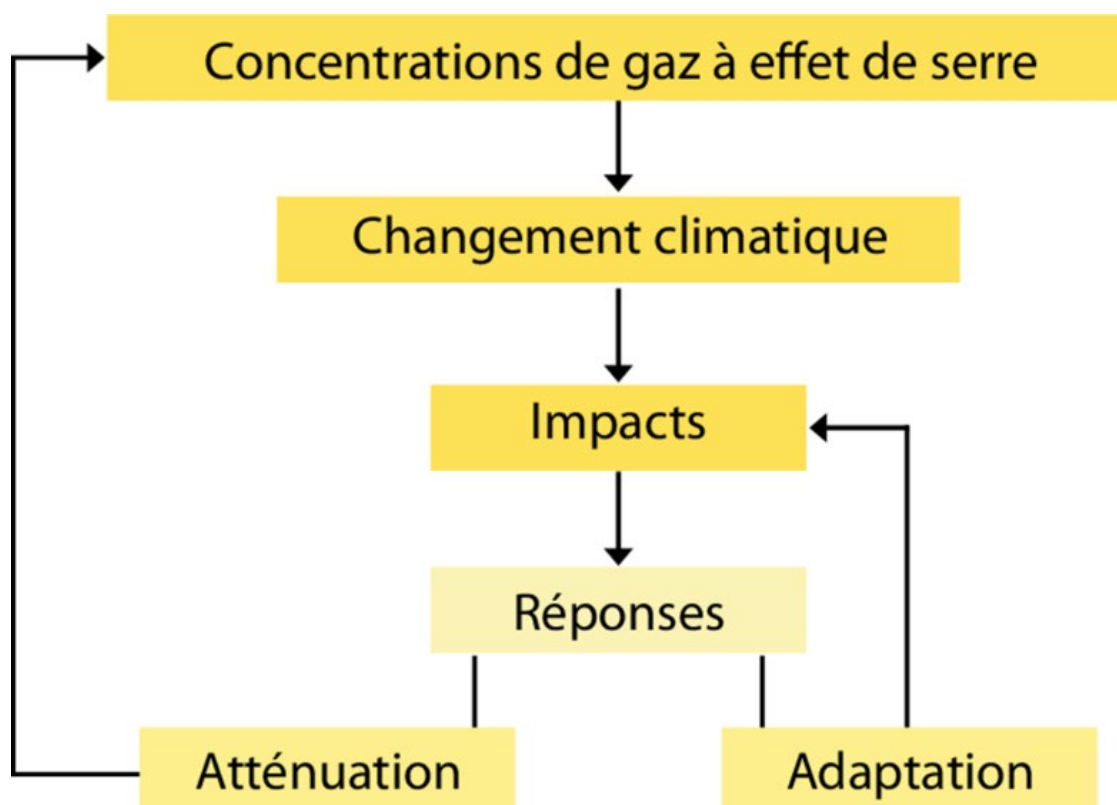 Concentrations de gaz à effet de serre
Changement climatique
Impacts
Réponses
Atténuation
Adaptation